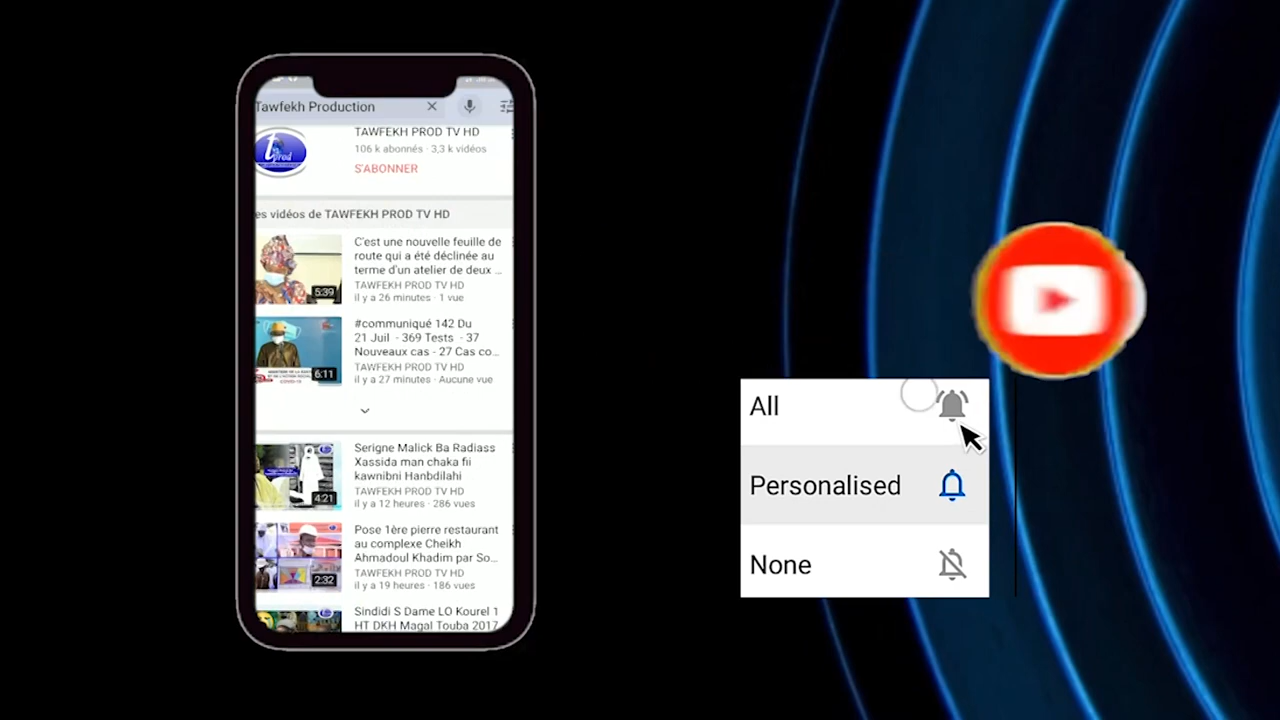 Tawfekh Production
TAWFEKH PROD TV HD
106 k abonnés · 3,3 k vidéos
S'ABONNER
t prod
es vidéos de TAWFEKH PROD TV HD
C'est une nouvelle feuille de
route qui a été déclinée au
terme d'un atelier de deux ...
TAWFEKH PROD TV HD
il y a 26 minutes · 1 vue
5:39
#communiqué 142 Du
21 Juil - 369 Tests - 37
Nouveaux cas - 27 Cas co...
TAWFEKH PROD TV HD
il y a 27 minutes · Aucune vue
6:11
Serigne Malick Ba Radiass
Xassida man chaka fii
kawnibni Hanbdilahi
TAWFEKH PROD TV HD
il y a 12 heures · 286 vues
4:21
Pose 1ère pierre restaurant
au complexe Cheikh
Ahmadoul Khadim par So...
TAWFEKH PROD TV HD
il y a 19 heures · 186 vues
2:32
Sindidi S Dame LO Kourel 1
HT DKH Magal Touba 2017
All
Personalised
None